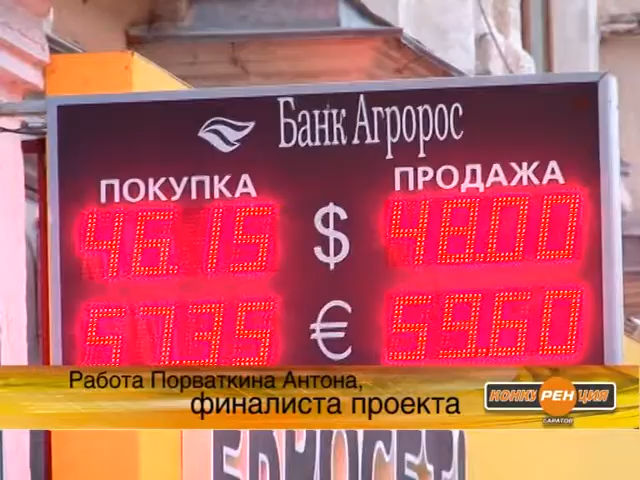 Банк Агророс
ПОКУПКА ПРОДАЖА
46.15 $ 48.00
57.35 € 59.60
Работа Порваткина Антона,
финалиста проекта
КОНКУРЕНЦИЯ
САРАТОВ
ЕВРОСЕТЬ